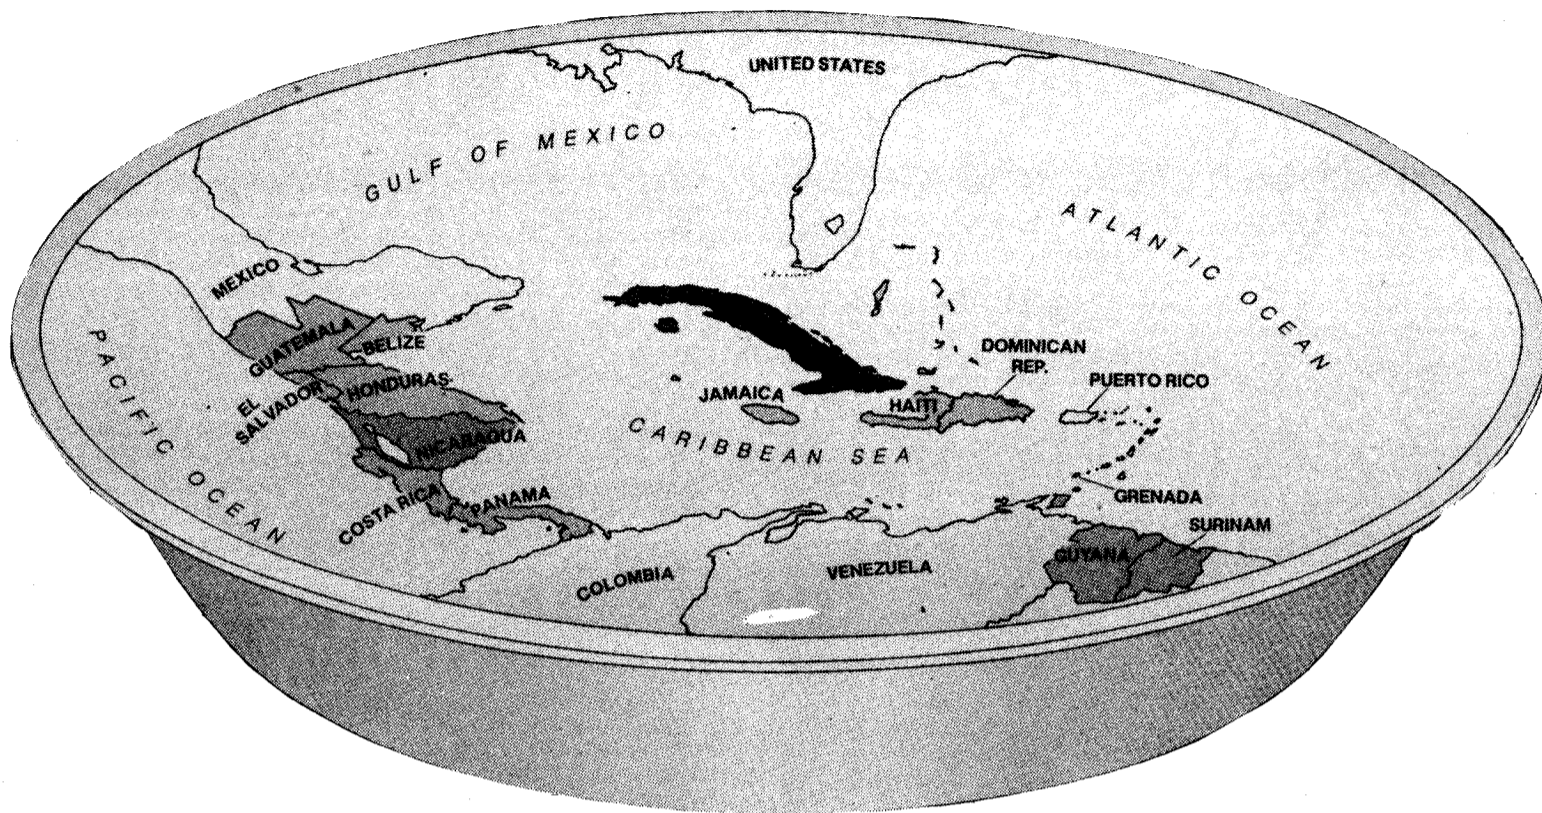 UNITED STATES
GULF OF MEXICO
ATLANTIC OCEAN
MEXICO
PACIFIC OCEAN
GUATEMALA
BELIZE
DOMINICAN
REP.
PUERTO RICO
EL
SALVADOR
HONDURAS
JAMAICA
HAITI
NICARAGUA
CARIBBEAN SEA
COSTA RICA
PANAMA
GRENADA
SURINAM
GUYANA
COLOMBIA
VENEZUELA